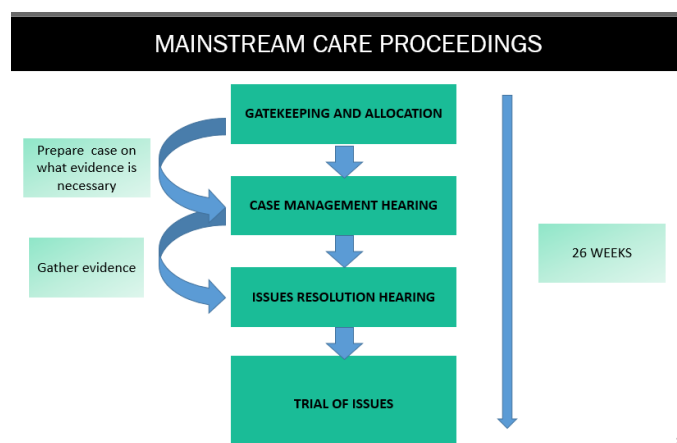 MAINSTREAM CARE PROCEEDINGS
GATEKEEPING AND ALLOCATION
Prepare case on
what evidence is
necessary
CASE MANAGEMENT HEARING
26 WEEKS
Gather evidence
ISSUES RESOLUTION HEARING
TRIAL OF ISSUES